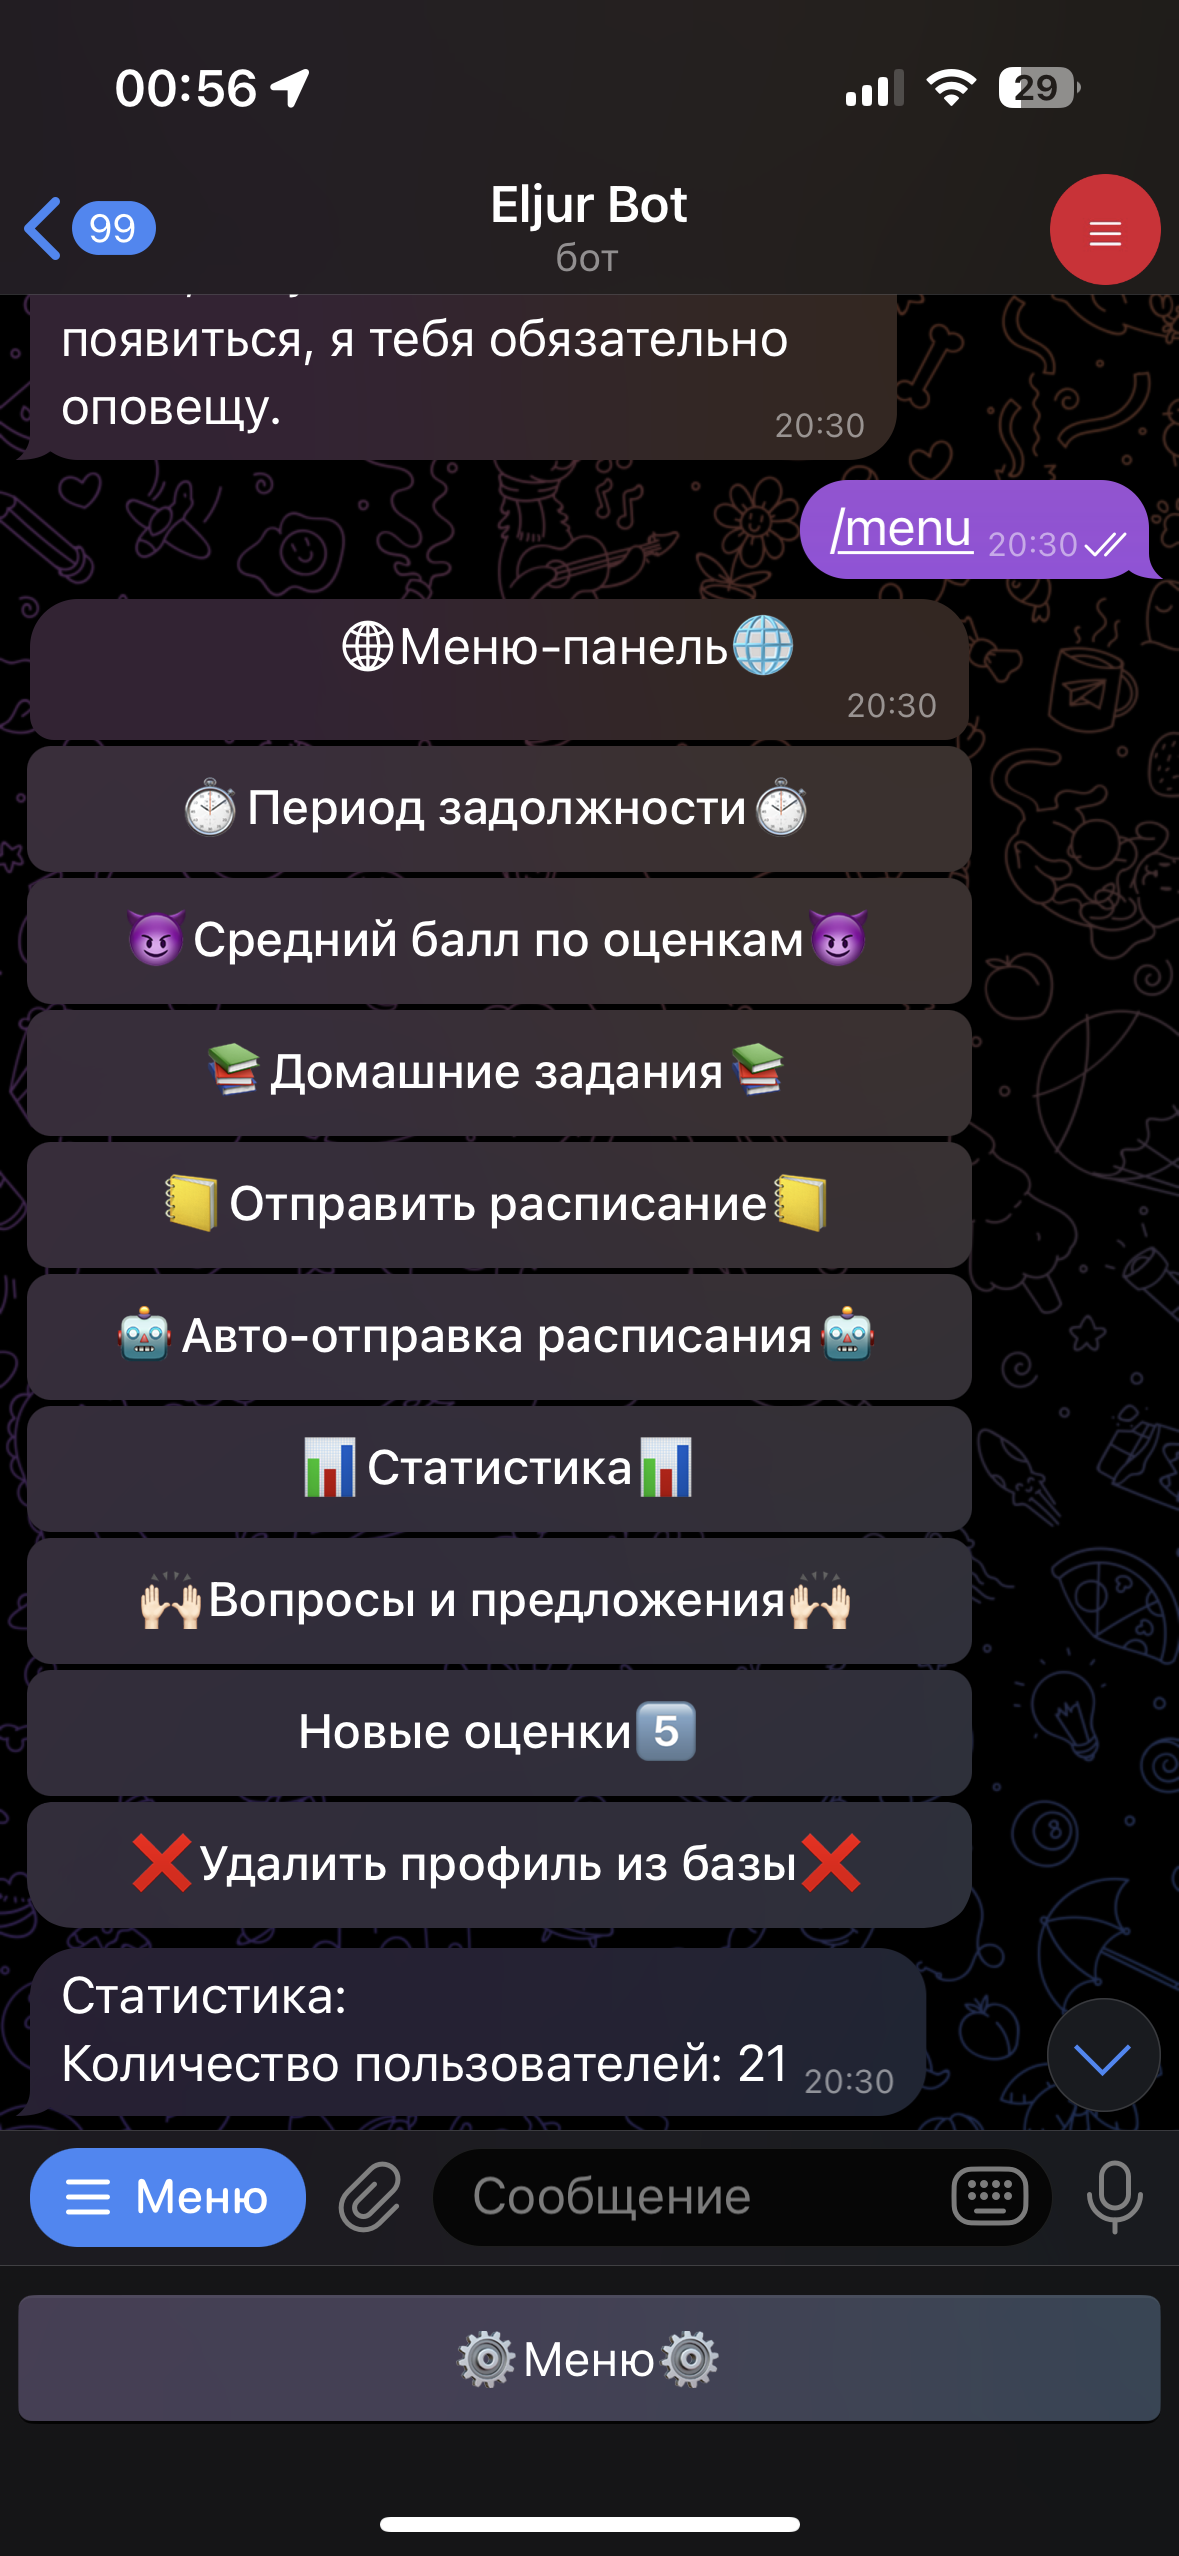 00:56
29
99
Eljur Bot
бот
появиться, я тебя обязательно
оповещу.
20:30
/menu 20:30
🌐Меню-панель🌐
20:30
⏱Период задолжности⏱
😈Средний балл по оценкам😈
📚Домашние задания📚
📒Отправить расписание📒
🤖Авто-отправка расписания🤖
📊Статистика📊
🙌🏻Вопросы и предложения🙌🏻
Новые оценки5️⃣
❌Удалить профиль из базы❌
Статистика:
Количество пользователей: 21 20:30
Меню
Сообщение
⚙️Меню⚙️